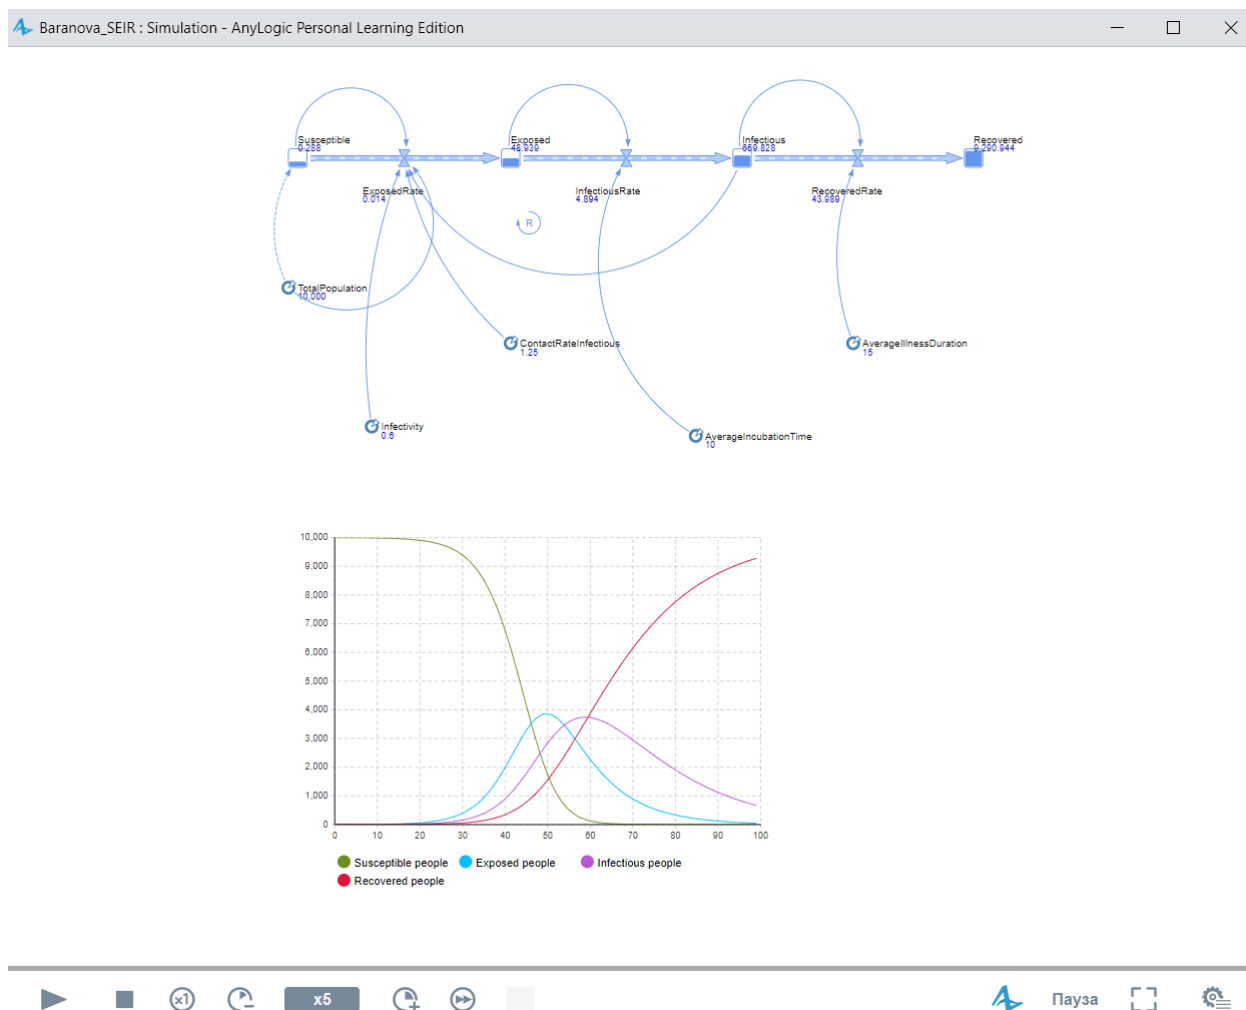 Baranova_SEIR : Simulation - AnyLogic Personal Learning Edition
Susceptible
0.288
Exposed
48.939
Infectious
659.828
Recovered
9,290.944
ExposedRate
0.014
InfectiousRate
4.894
RecoveredRate
43.989
R
TotalPopulation
10,000
ContactRateInfectious
1.25
AverageIllnessDuration
15
Infectivity
0.6
AverageIncubationTime
10
10,000
9,000
8,000
7,000
6,000
5,000
4,000
3,000
2,000
1,000
0
0 10 20 30 40 50 60 70 80 90 100
Susceptible people Exposed people Infectious people
Recovered people
x1 x5 Пауза